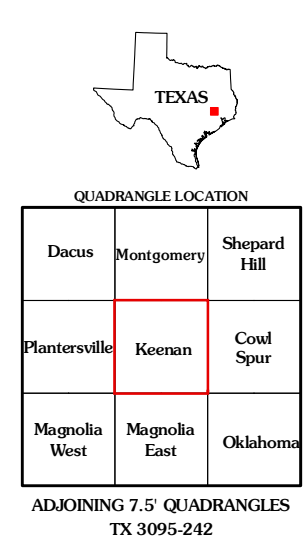 TEXAS
QUADRANGLE LOCATION
Dacus
Montgomery
Shepard
Hill
Plantersville
Keenan
Cowl
Spur
Magnolia
West
Magnolia
East
Oklahoma
ADJOINING 7.5' QUADRANGLES
TX 3095-242